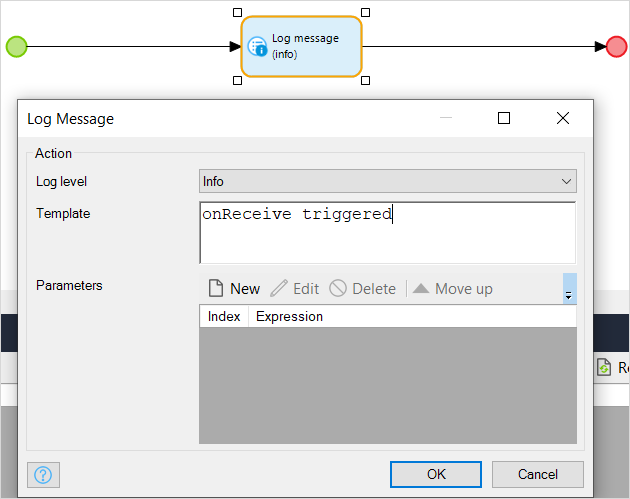 Log message
(info)
Log Message
Action
Log level
Info
Template
onReceive triggered
Parameters
New
Edit
Delete
Move up
Index
Expression
OK
Cancel